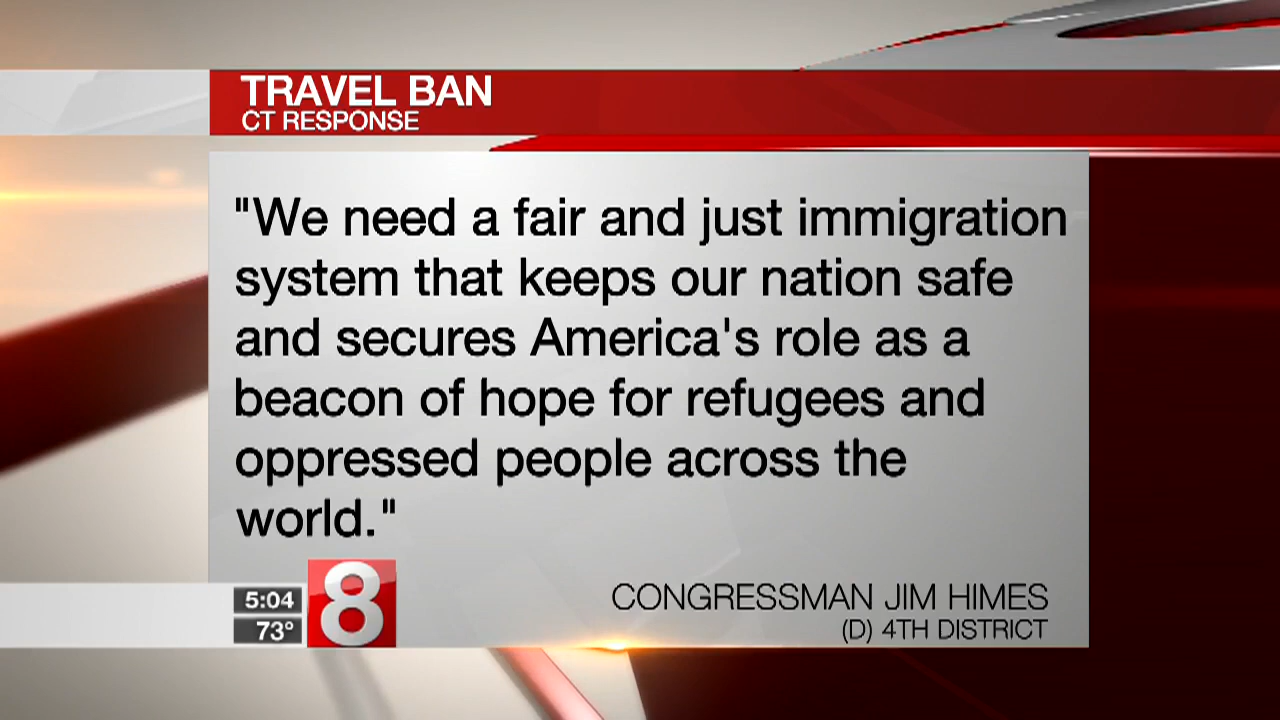 TRAVEL BAN
CT RESPONSE
"We need a fair and just immigration
system that keeps our nation safe
and secures America's role as a
beacon of hope for refugees and
oppressed people across the
world."
CONGRESSMAN JIM HIMES
(D) 4TH DISTRICT
5:04
73°
8